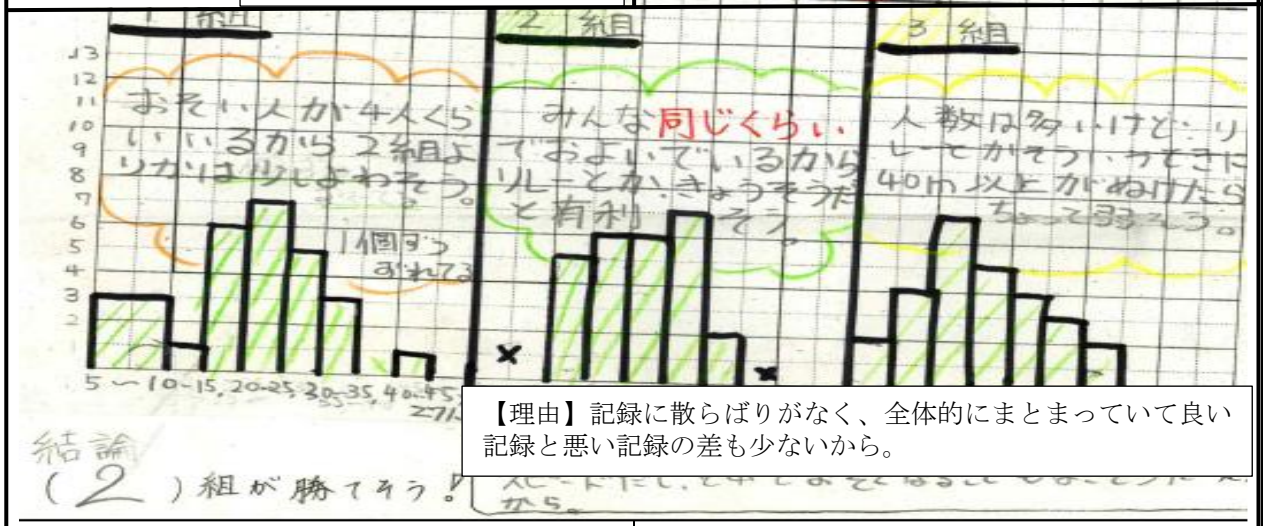 1 組目
2 組目
3 組目
おそい人が4人くら
いいるから2組よ
りかは少しよわそう。
1個ずつ
ずれてる
みんな同じくらい
でおよいでいるから
リレーとか、きょうそうだ
と有利 そう。
人数は多いけど、リ
レーとかそういうときに
40m以上がぬけたら
ちょっと弱そう。
13
12
11
10
9
8
7
6
5
4
3
2
1
5～10-15,20-25,30-35,40-45
【理由】記録に散らばりがなく、全体的にまとまっていて良い
記録と悪い記録の差も少ないから。
結論
(2)組が勝てそう!
から。